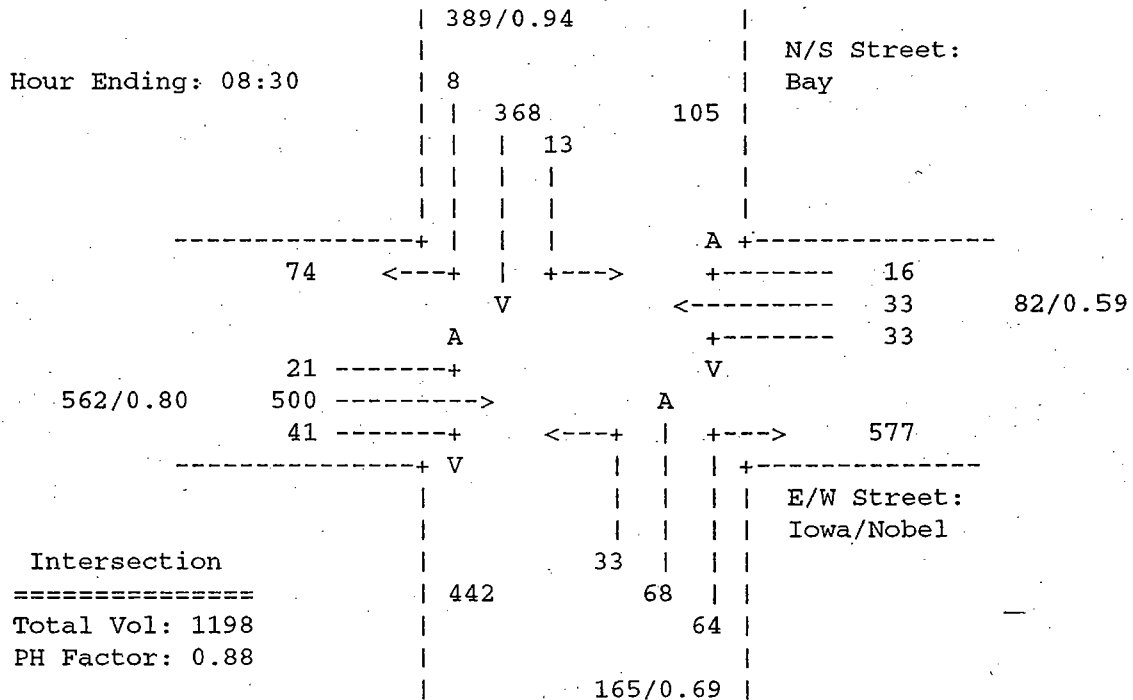 389/0.94
N/S Street:
Hour Ending: 08:30 8 Bay
368 105
13
A
74 16
V 33 82/0.59
A 33
21 V
562/0.80 500 A
41 577
V
E/W Street:
Iowa/Nobel
Intersection 33
=============== 442 68
Total Vol: 1198 64
PH Factor: 0.88
165/0.69